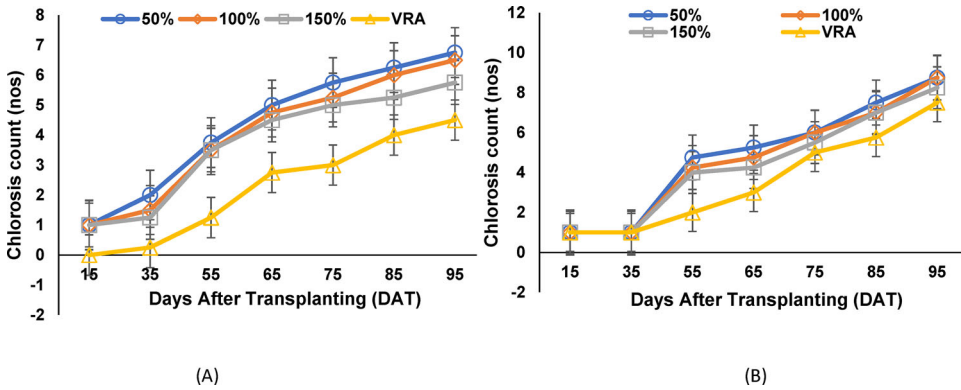 50% 100% 150% VRA
8
7
6
5
4
3
2
1
0
-1
-2
Chlorosis count (nos)
15 35 55 65 75 85 95
Days After Transplanting (DAT)
(A)
50% 100%
150% VRA
12
10
8
6
4
2
0
-2
Chlorosis count (nos)
15 35 55 65 75 85 95
Days After Transplanting (DAT)
(B)